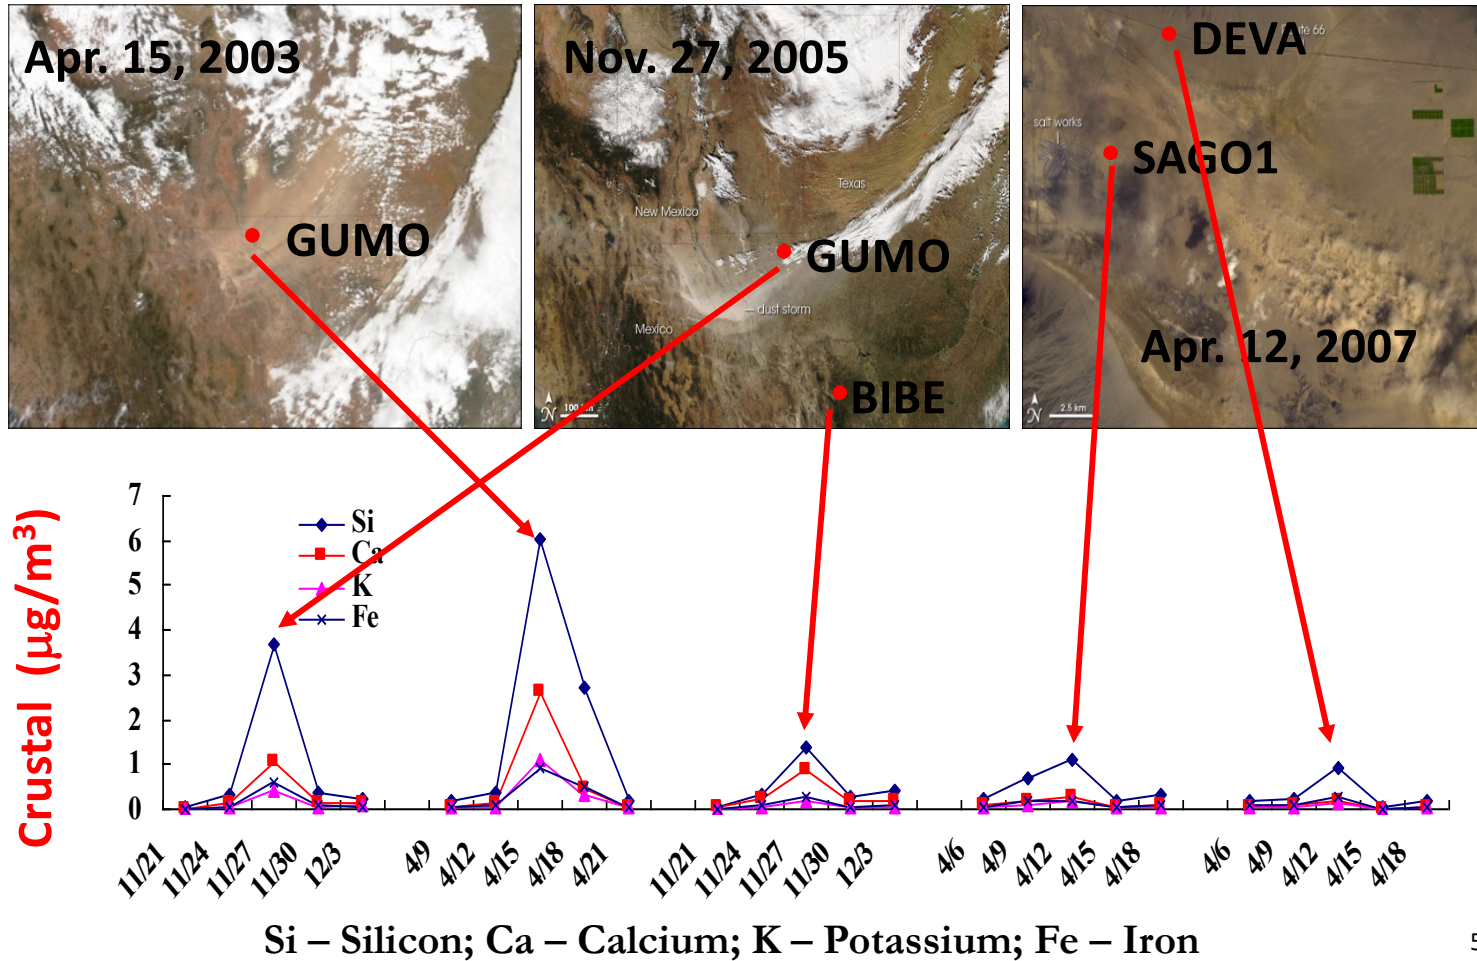 Apr. 15, 2003
GUMO
Nov. 27, 2005
Texas
New Mexico
GUMO
dust storm
Mexico
BIBE
N
DEVA
salt works
SAGO1
Apr. 12, 2007
N
2.5 km
Crustal (µg/m³)
7
6
5
4
3
2
1
0
Si
Ca
K
Fe
11/21 11/24 11/27 11/30 12/3 4/9 4/12 4/15 4/18 4/21 11/21 11/24 11/27 11/30 12/3 4/6 4/9 4/12 4/15 4/18 4/6 4/9 4/12 4/15 4/18
Si – Silicon; Ca – Calcium; K – Potassium; Fe – Iron
5